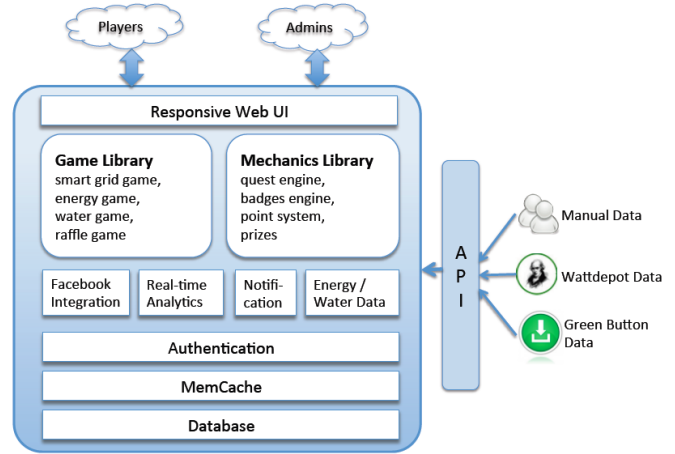 Players
Admins
Responsive Web UI
Game Library
smart grid game,
energy game,
water game,
raffle game
Mechanics Library
quest engine,
badges engine,
point system,
prizes
Facebook
Integration
Real-time
Analytics
Notifi-
cation
Energy /
Water Data
Authentication
MemCache
Database
A
P
I
Manual Data
Wattdepot Data
Green Button
Data